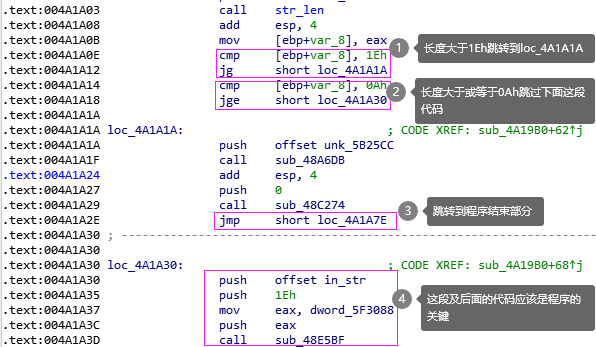 .text:004A1A03 call str_len
.text:004A1A08 add esp, 4
.text:004A1A0B mov [ebp+var_8], eax
.text:004A1A0E cmp [ebp+var_8], 1Eh
.text:004A1A12 jg short loc_4A1A1A
.text:004A1A14 cmp [ebp+var_8], 0Ah
.text:004A1A18 jge short loc_4A1A30
.text:004A1A1A
.text:004A1A1A loc_4A1A1A: ; CODE XREF: sub_4A19B0+62↑j
.text:004A1A1A push offset unk_5B25CC
.text:004A1A1F call sub_48A6DB
.text:004A1A24 add esp, 4
.text:004A1A27 push 0
.text:004A1A29 call sub_48C274
.text:004A1A2E jmp short loc_4A1A7E
.text:004A1A30 ; ---------------------------------------------------------------
.text:004A1A30
.text:004A1A30 loc_4A1A30: ; CODE XREF: sub_4A19B0+68↑j
.text:004A1A30 push offset in_str
.text:004A1A35 push 1Eh
.text:004A1A37 mov eax, dword_5F3088
.text:004A1A3C push eax
.text:004A1A3D call sub_48E5BF
1 长度大于1Eh跳转到loc_4A1A1A
2 长度大于或等于0Ah跳过下面这段
代码
3 跳转到程序结束部分
4 这段及后面的代码应该是程序的
关键